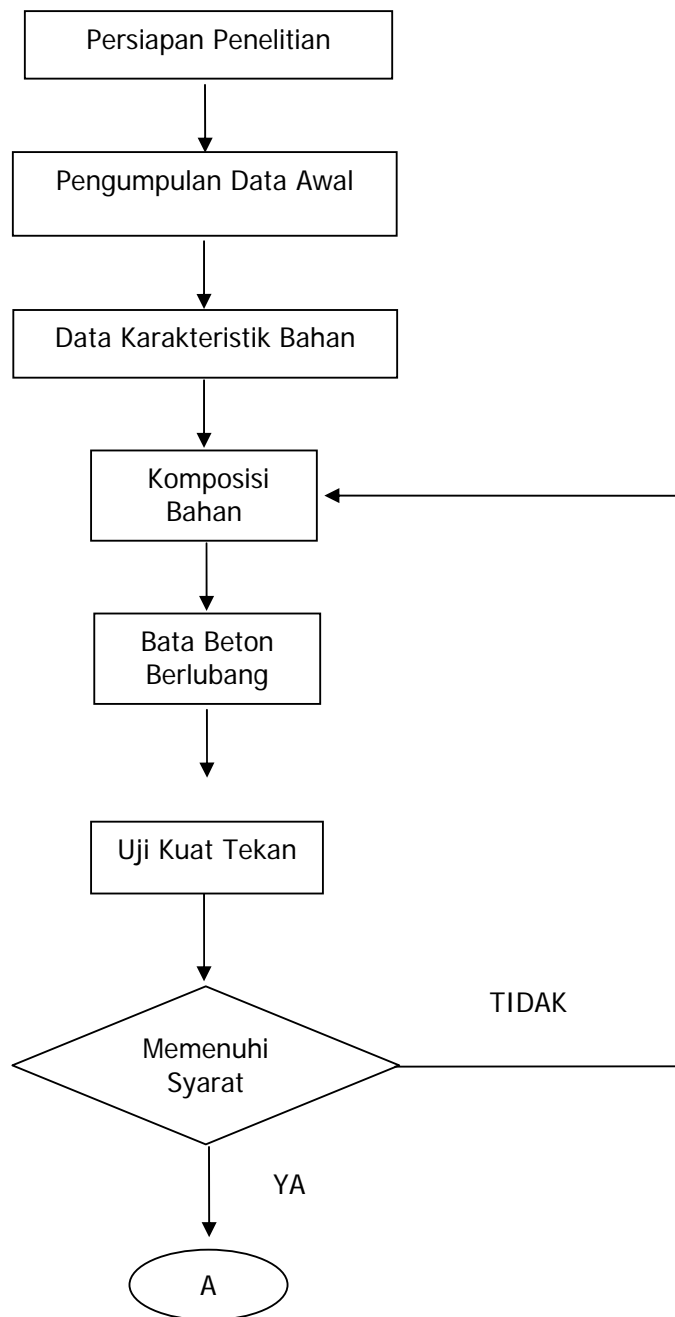 Persiapan Penelitian
Pengumpulan Data Awal
Data Karakteristik Bahan
Komposisi
Bahan
Bata Beton
Berlubang
Uji Kuat Tekan
TIDAK
Memenuhi
Syarat
YA
A